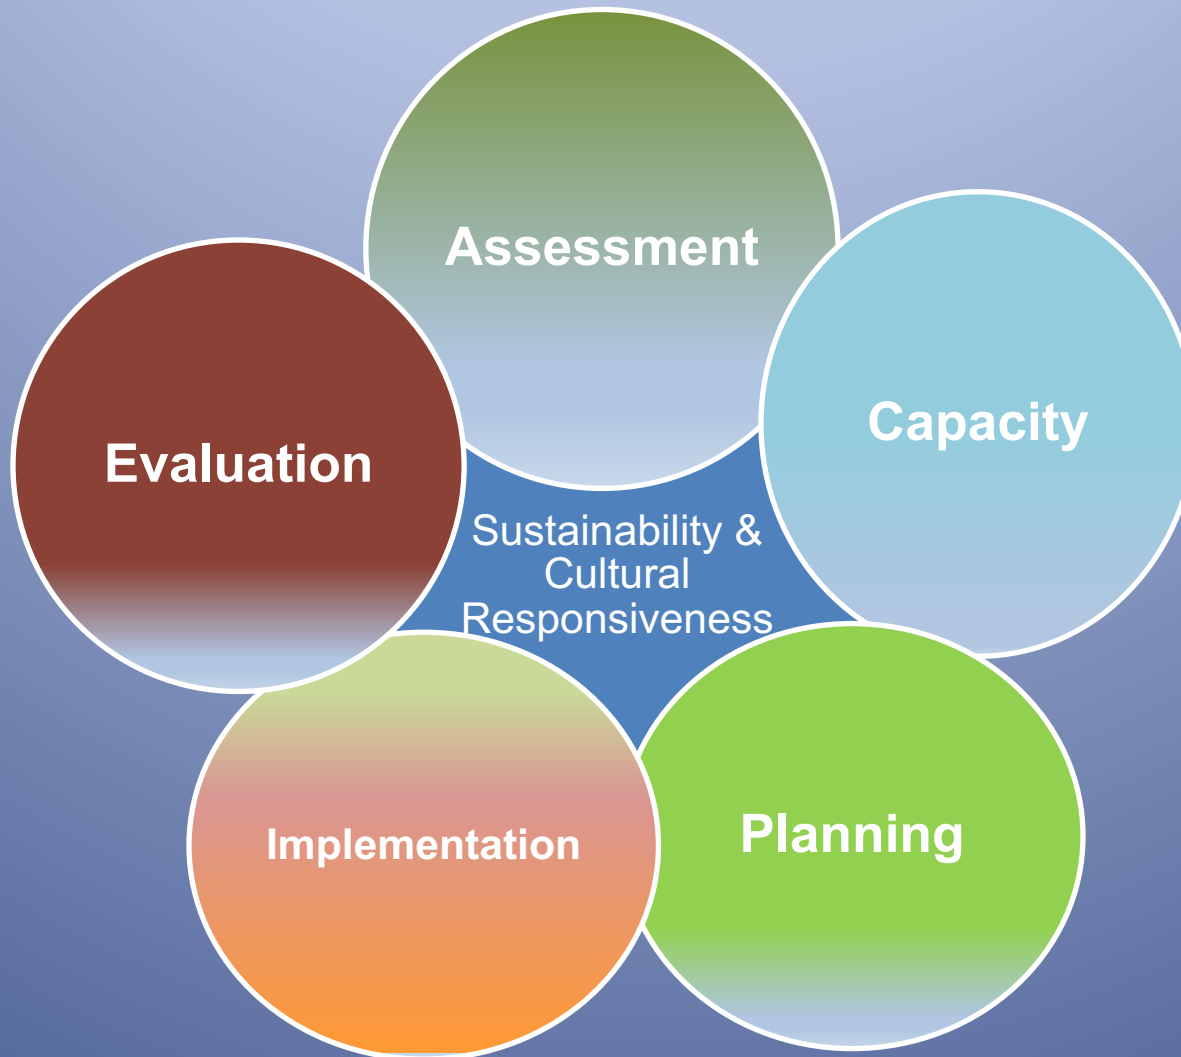 Assessment
Capacity
Evaluation
Sustainability &
Cultural
Responsiveness
Implementation
Planning